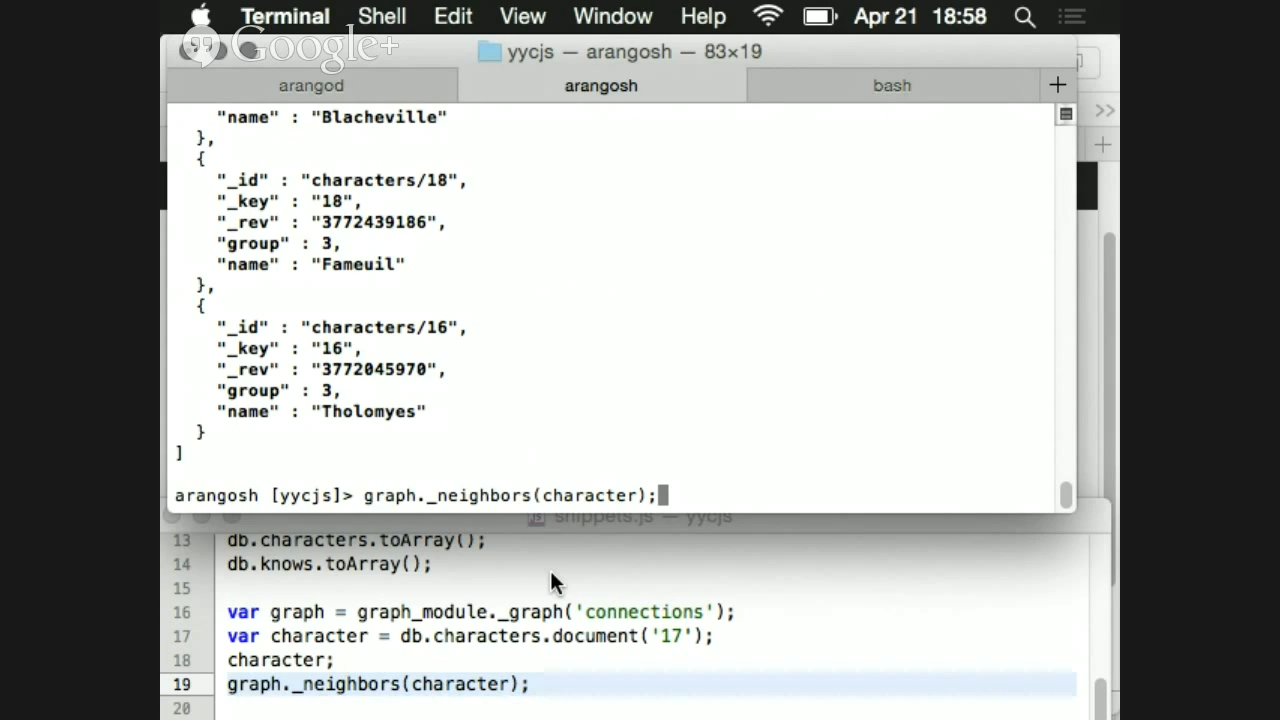 Terminal Shell Edit View Window Help Apr 21 18:58
Google+
yycjs — arangosh — 83×19
arangod arangosh bash +
"name" : "Blacheville"
},
{
"_id" : "characters/18",
"_key" : "18",
"_rev" : "3772439186",
"group" : 3,
"name" : "Fameuil"
},
{
"_id" : "characters/16",
"_key" : "16",
"_rev" : "3772045970",
"group" : 3,
"name" : "Tholomyes"
}
]
arangosh [yycjs]> graph._neighbors(character);
snippets.js — yycjs
13 db.characters.toArray();
14 db.knows.toArray();
15
16 var graph = graph_module._graph('connections');
17 var character = db.characters.document('17');
18 character;
19 graph._neighbors(character);
20